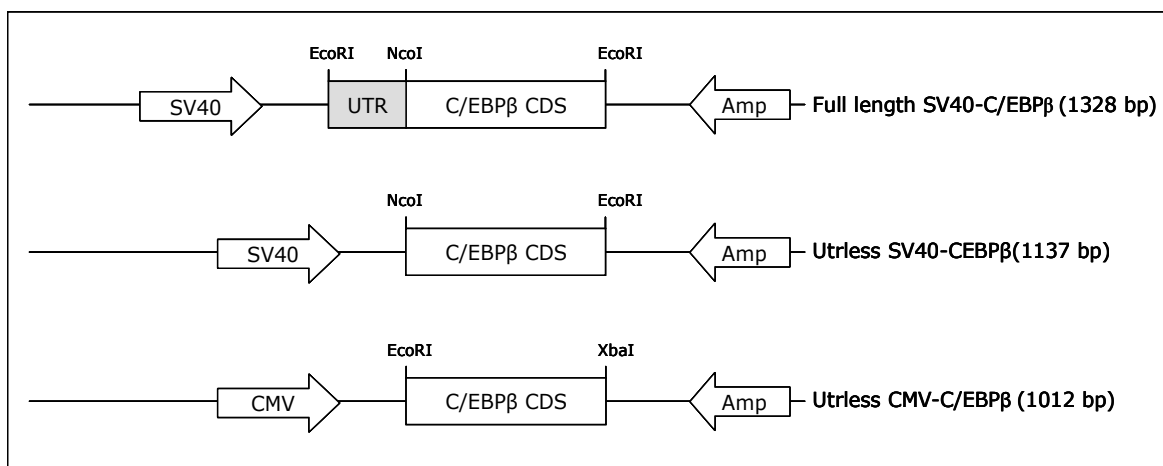 EcoRI NcoI EcoRI
SV40 UTR C/EBPβ CDS Amp Full length SV40-C/EBPβ (1328 bp)
NcoI EcoRI
SV40 C/EBPβ CDS Amp Utrless SV40-CEBPβ(1137 bp)
EcoRI XbaI
CMV C/EBPβ CDS Amp Utrless CMV-C/EBPβ (1012 bp)